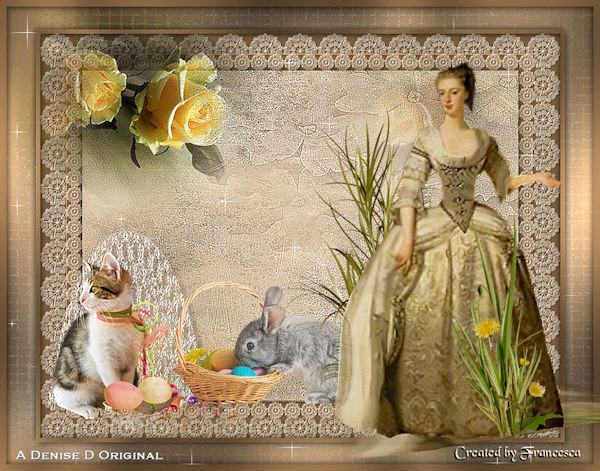 A Denise D Original
Created by Francesca